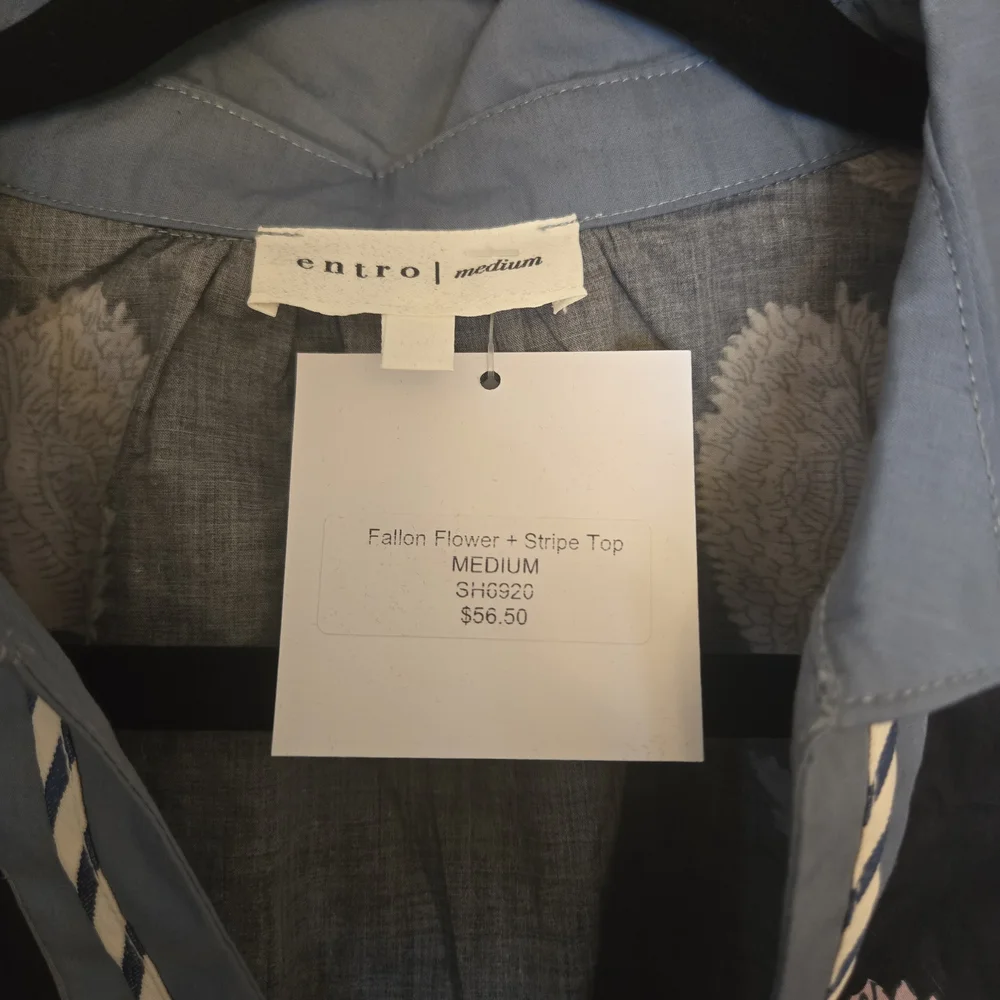 entro | medium
Fallon Flower + Stripe Top
MEDIUM
SH6920
$56.50